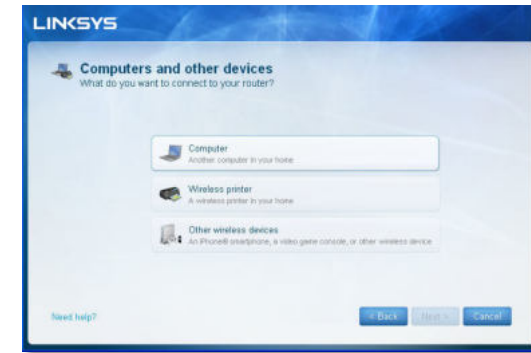 LINKSYS
Computers and other devices
What do you want to connect to your router?
Computer
Another computer in your home
Wireless printer
A wireless printer in your home
Other wireless devices
An iPhone® smartphone, a video game console, or other wireless device
Need help?
< Back
Next >
Cancel